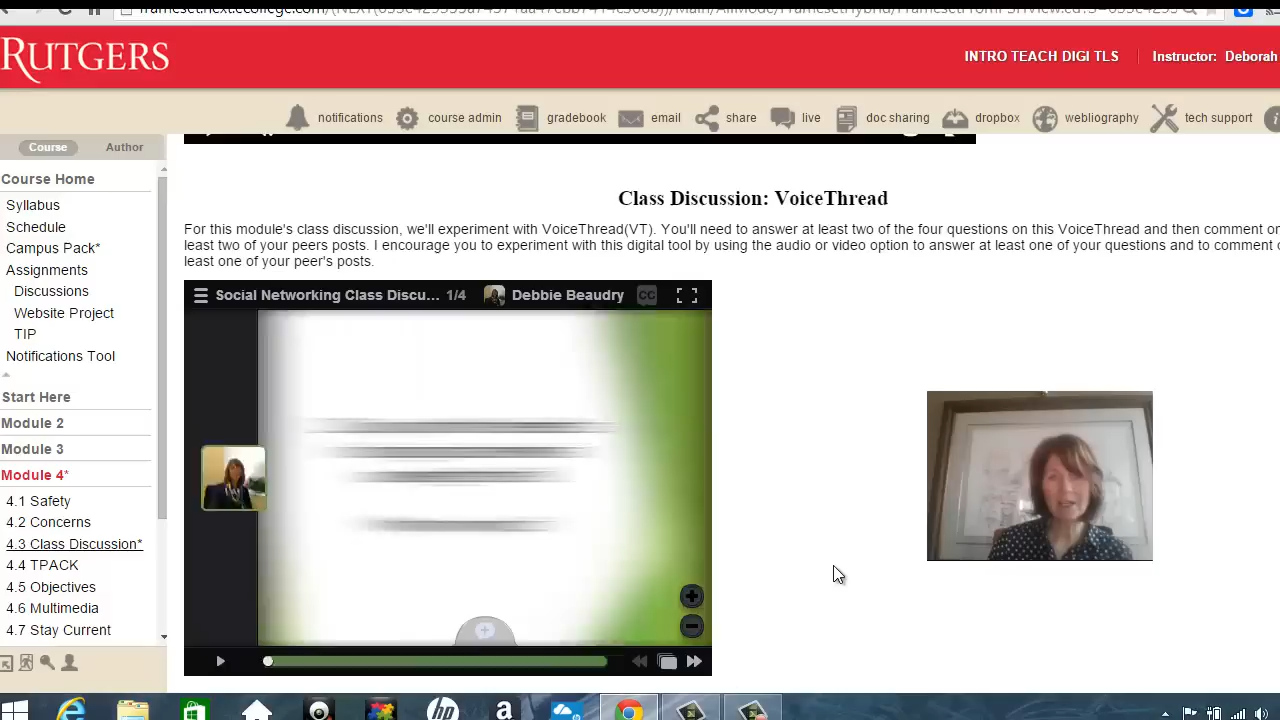 RUTGERS
INTRO TEACH DIGI TLS
Instructor: Deborah
notifications
course admin
gradebook
email
share
live
doc sharing
dropbox
webliography
tech support
Course
Author
Course Home
Syllabus
Schedule
Campus Pack*
Assignments
Discussions
Website Project
TIP
Notifications Tool
Start Here
Module 2
Module 3
Module 4*
4.1 Safety
4.2 Concerns
4.3 Class Discussion*
4.4 TPACK
4.5 Objectives
4.6 Multimedia
4.7 Stay Current
Class Discussion: VoiceThread
For this module's class discussion, we'll experiment with VoiceThread(VT). You'll need to answer at least two of the four questions on this VoiceThread and then comment on
least two of your peers posts. I encourage you to experiment with this digital tool by using the audio or video option to answer at least one of your questions and to comment
least one of your peer's posts.
Social Networking Class Discu... 1/4 Debbie Beaudry CC
hp
a